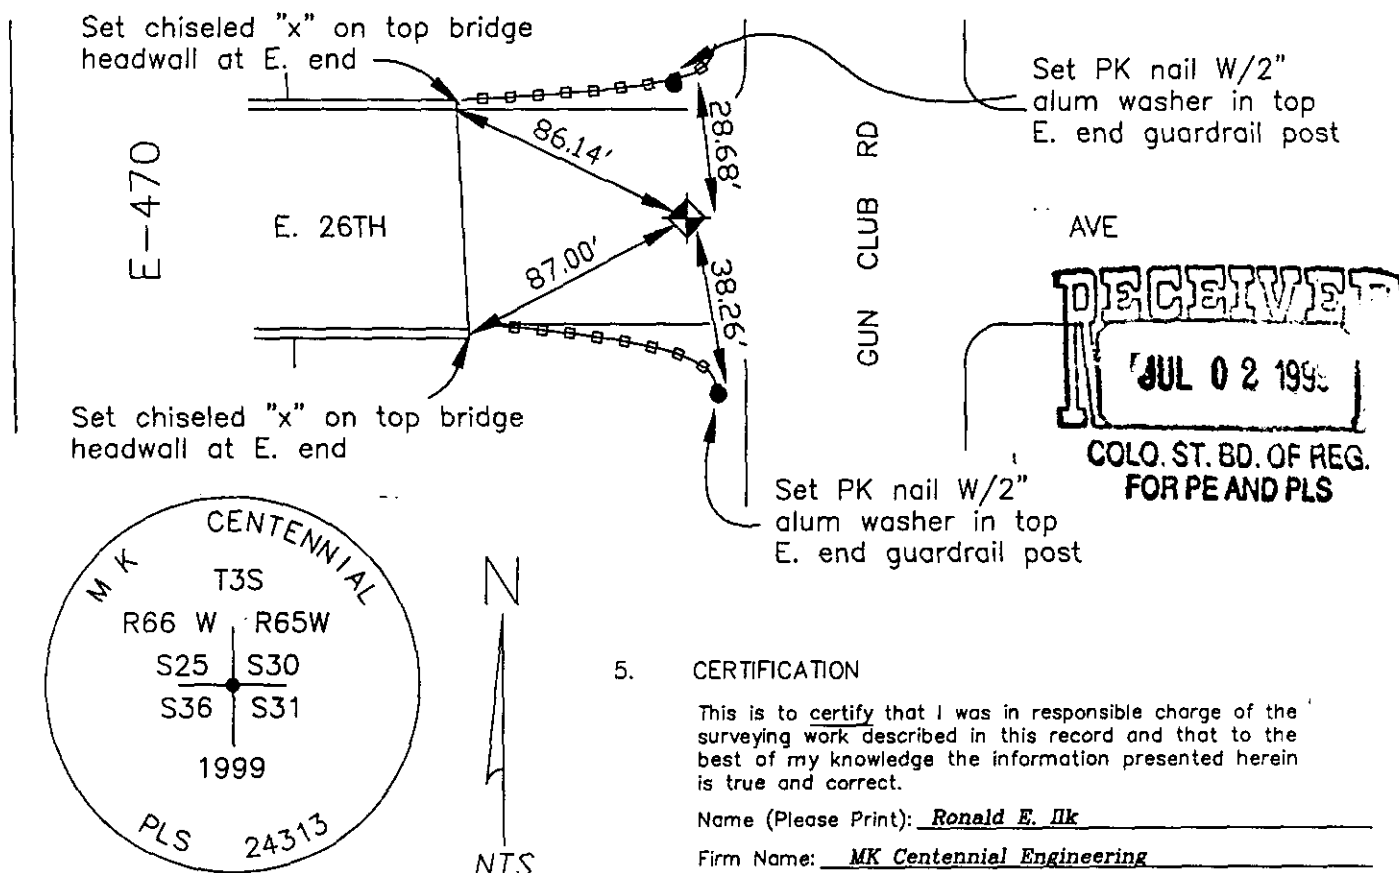 Set chiseled "x" on top bridge
headwall at E. end
Set PK nail W/2"
alum washer in top
E. end guardrail post
E-470
E. 26TH
86.14'
28.68'
87.00'
38.26'
GUN CLUB RD
AVE
RECEIVED
JUL 02 199
COLO. ST. BD. OF REG.
FOR PE AND PLS
Set chiseled "x" on top bridge
headwall at E. end
Set PK nail W/2"
alum washer in top
E. end guardrail post
MK CENTENNIAL
T3S
R66 W R65W
S25 S30
S36 S31
1999
PLS 24313
N
NTS
5. CERTIFICATION
This is to certify that I was in responsible charge of the
surveying work described in this record and that to the
best of my knowledge the information presented herein
is true and correct.
Name (Please Print): Ronald E. Ilk
Firm Name: MK Centennial Engineering